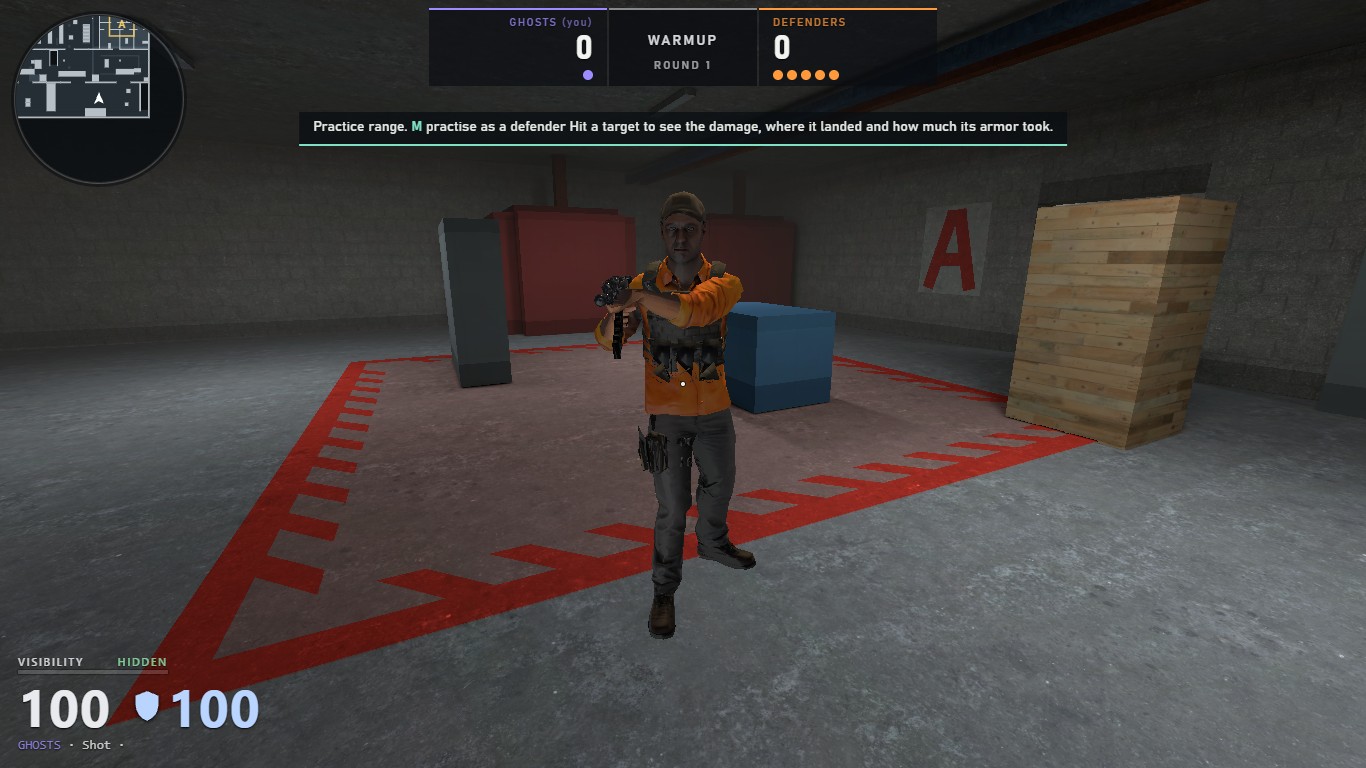 A
GHOSTS (you)
0
WARMUP
ROUND 1
DEFENDERS
0
Practice range. M practise as a defender Hit a target to see the damage, where it landed and how much its armor took.
A
VISIBILITY HIDDEN
100 100
GHOSTS · Shot ·